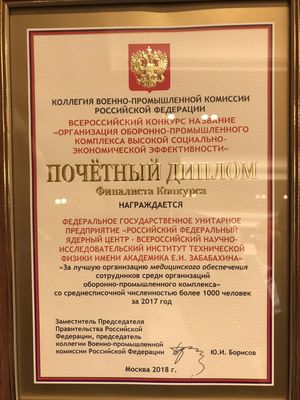 КОЛЛЕГИЯ ВОЕННО-ПРОМЫШЛЕННОЙ КОМИССИИ
РОССИЙСКОЙ ФЕДЕРАЦИИ
ВСЕРОССИЙСКИЙ КОНКУРС НАЗВАНИЕ
«ОРГАНИЗАЦИЯ ОБОРОННО-ПРОМЫШЛЕННОГО
КОМПЛЕКСА ВЫСОКОЙ СОЦИАЛЬНО-
ЭКОНОМИЧЕСКОЙ ЭФФЕКТИВНОСТИ»
ПОЧЁТНЫЙ ДИПЛОМ
Финалиста Конкурса
НАГРАЖДАЕТСЯ
ФЕДЕРАЛЬНОЕ ГОСУДАРСТВЕННОЕ УНИТАРНОЕ
ПРЕДПРИЯТИЕ «РОССИЙСКИЙ ФЕДЕРАЛЬНЫЙ
ЯДЕРНЫЙ ЦЕНТР - ВСЕРОССИЙСКИЙ НАУЧНО-
ИССЛЕДОВАТЕЛЬСКИЙ ИНСТИТУТ ТЕХНИЧЕСКОЙ
ФИЗИКИ ИМЕНИ АКАДЕМИКА Е.И. ЗАБАБАХИНА»
«За лучшую организацию медицинского обеспечения
сотрудников среди организаций
оборонно-промышленного комплекса»
со среднесписочной численностью более 1000 человек
за 2017 год
Заместитель Председателя
Правительства Российской
Федерации, председатель
коллегии Военно-промышленной
комиссии Российской Федерации Ю.И. Борисов
Москва 2018 г.